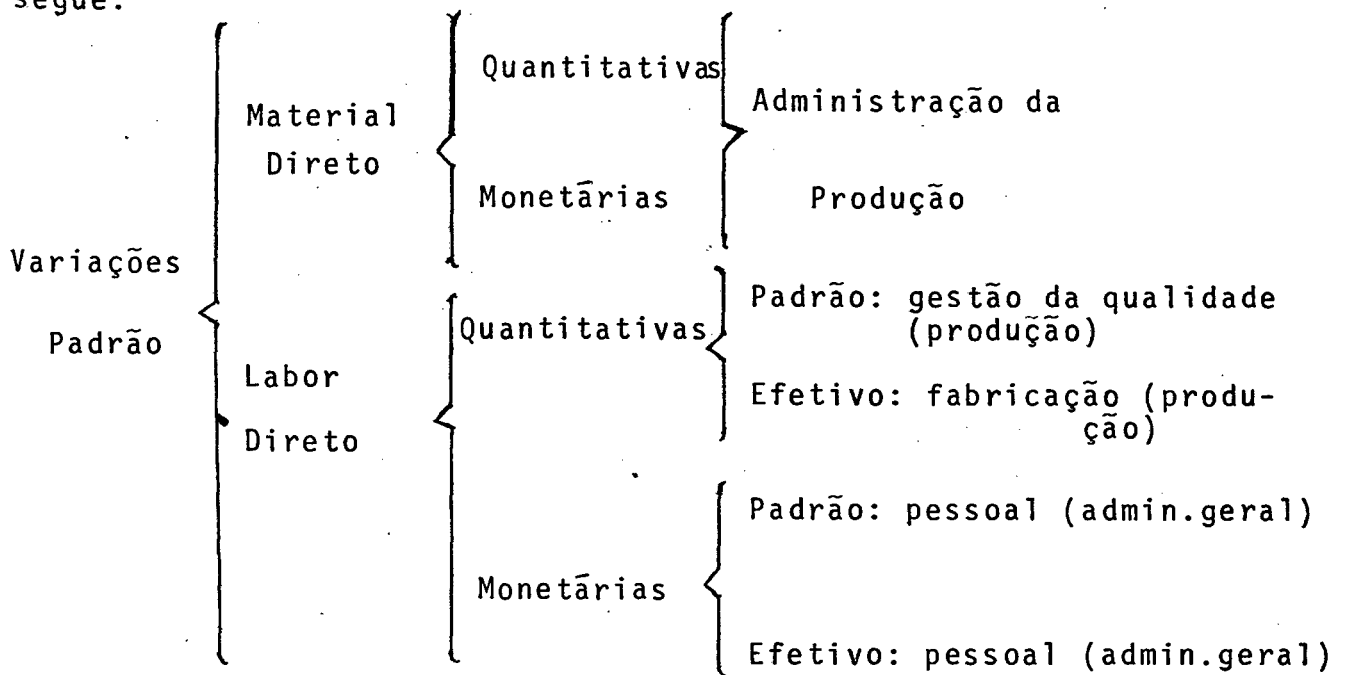 segue:
Quantitativas
Administração da
Material
Direto
Monetárias
Produção
Variações
Padrão
Padrão: gestão da qualidade
(produção)
Quantitativas
Labor
Direto
Efetivo: fabricação (produ-
ção)
Padrão: pessoal (admin.geral)
Monetárias
Efetivo: pessoal (admin.geral)